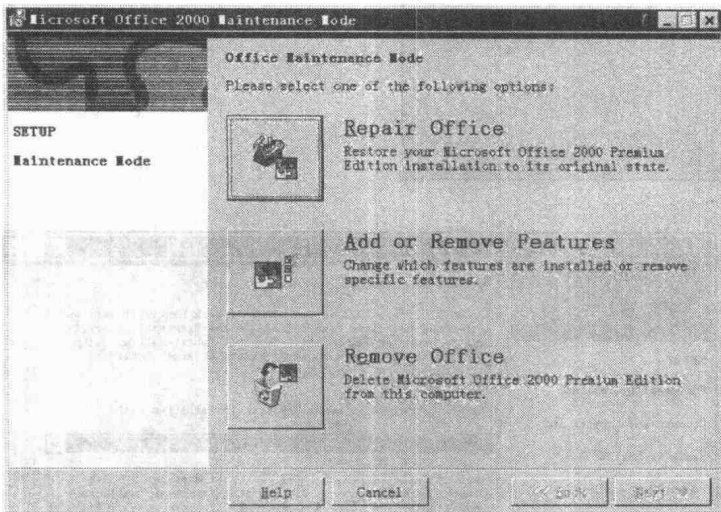 Microsoft Office 2000 Maintenance Mode
Office Maintenance Mode
Please select one of the following options:
SETUP
Maintenance Mode
Repair Office
Restore your Microsoft Office 2000 Premium
Edition installation to its original state.
Add or Remove Features
Change which features are installed or remove
specific features.
Remove Office
Delete Microsoft Office 2000 Premium Edition
from this computer.
Help
Cancel
<< Back
Next >>